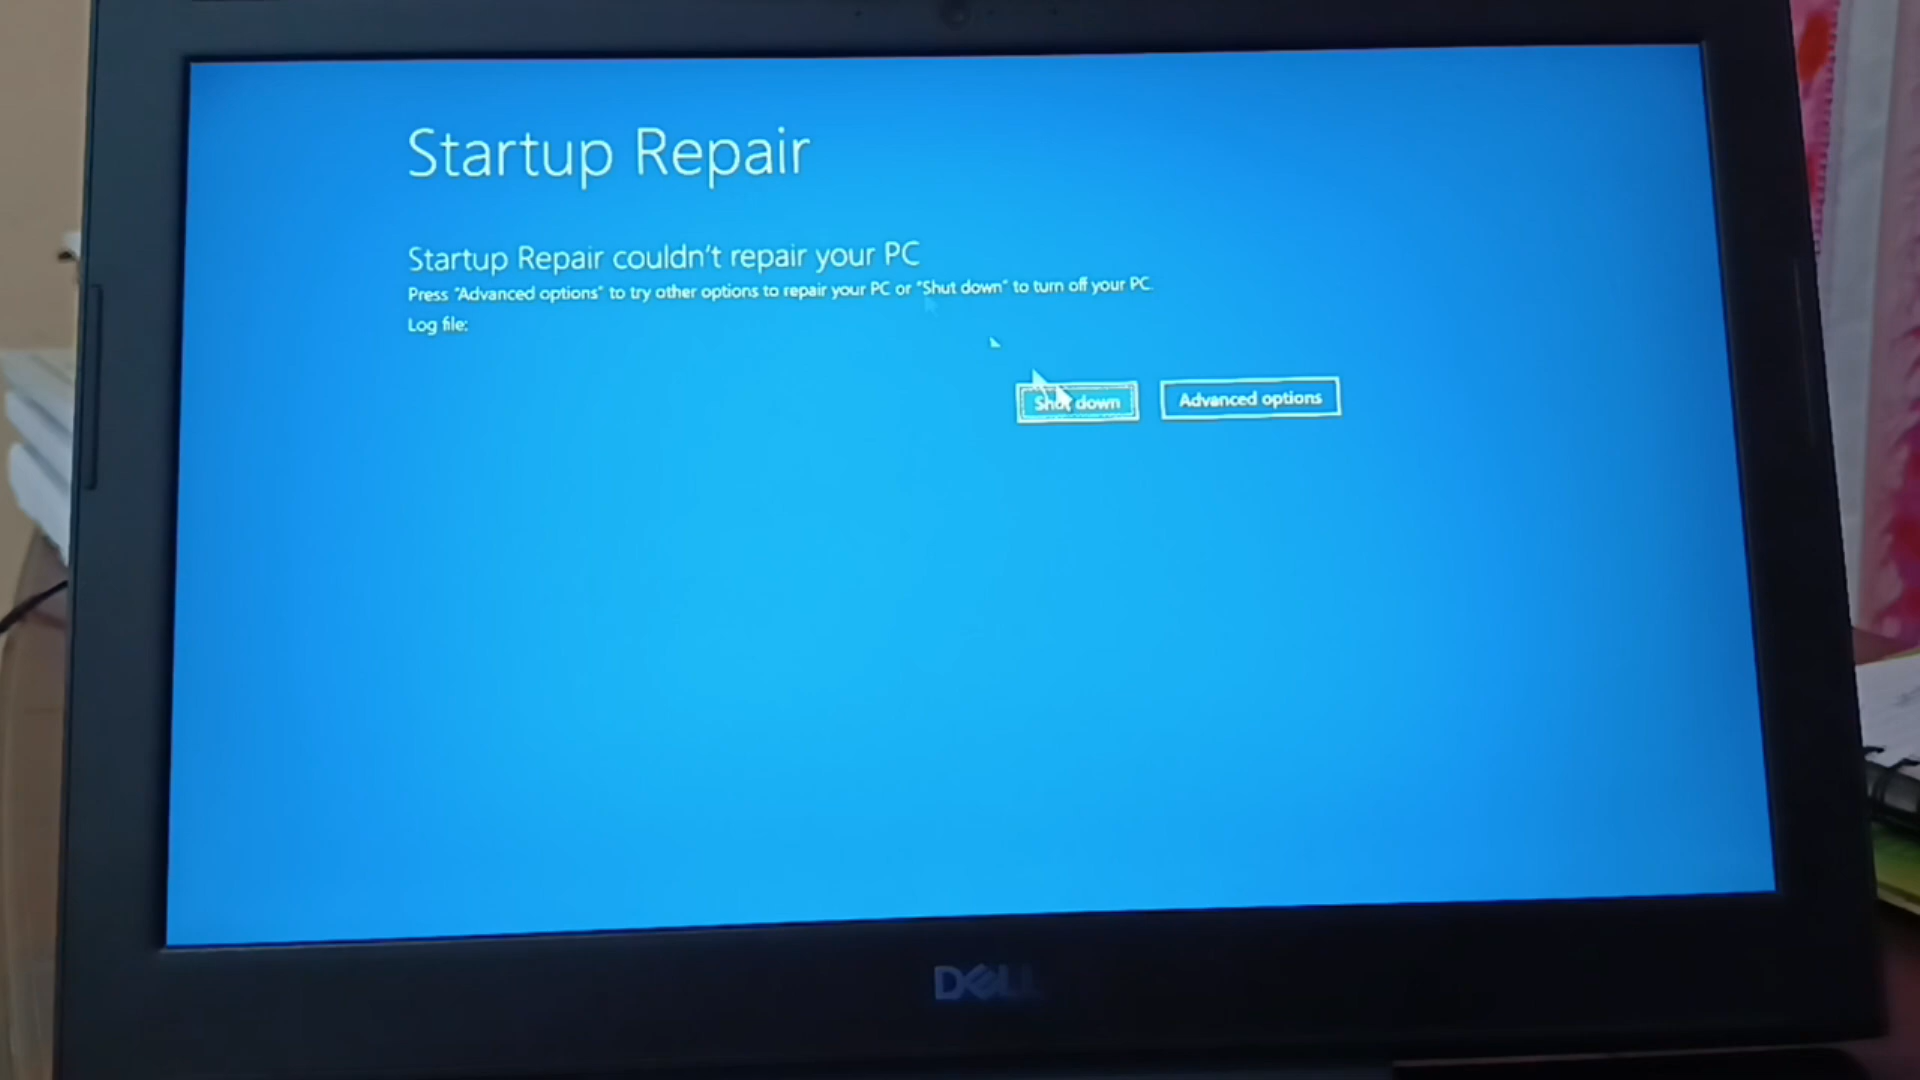 Startup Repair
Startup Repair couldn't repair your PC
Press "Advanced options" to try other options to repair your PC or "Shut down" to turn off your PC.
Log file:
Shut down
Advanced options
DELL